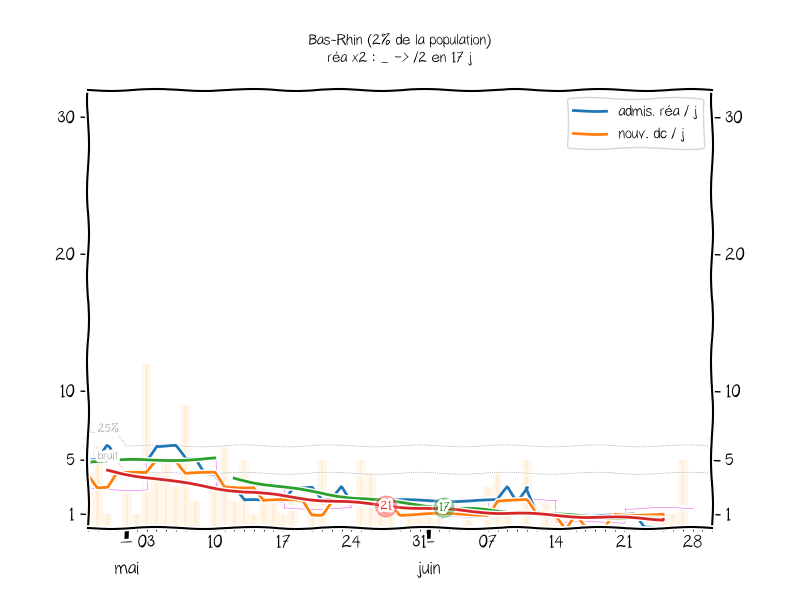 Bas-Rhin (2% de la population)
réa x2 : _ -> /2 en 17 j
admis. réa / j
nouv. dc / j
30
20
10
5
1
30
20
10
5
1
25%
bruit
21
17
03 10 17 24 31 07 14 21 28
mai juin